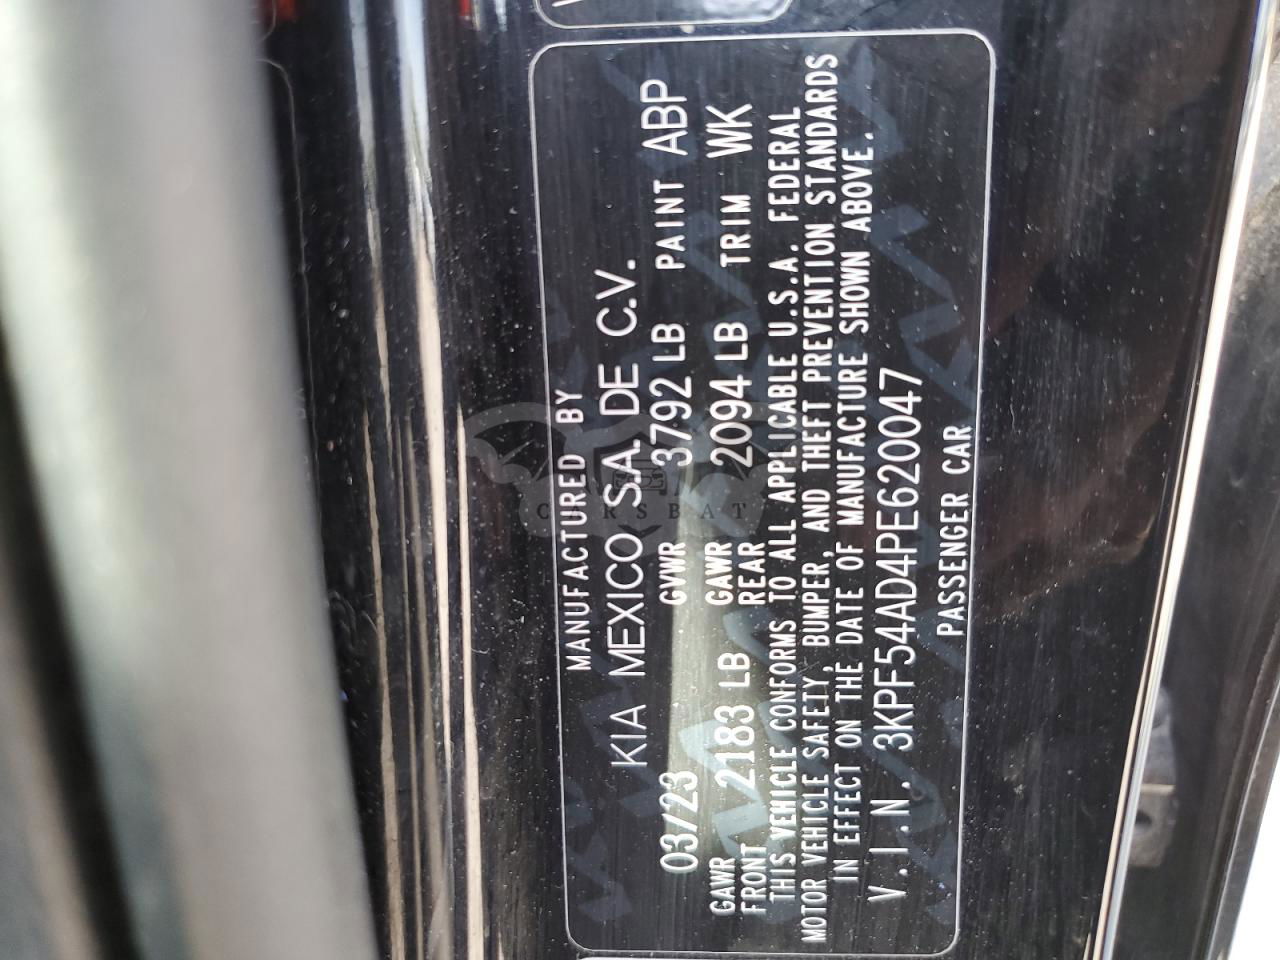 MANUFACTURED BY
KIA MEXICO S.A. DE C.V.
03/23 GVWR 3792 LB PAINT ABP
GAWR FRONT 2183 LB GAWR REAR 2094 LB TRIM WK
THIS VEHICLE CONFORMS TO ALL APPLICABLE U.S.A. FEDERAL
MOTOR VEHICLE SAFETY, BUMPER, AND THEFT PREVENTION STANDARDS
IN EFFECT ON THE DATE OF MANUFACTURE SHOWN ABOVE.
V.I.N. 3KPF54AD4PE620047
PASSENGER CAR
CARSBAT